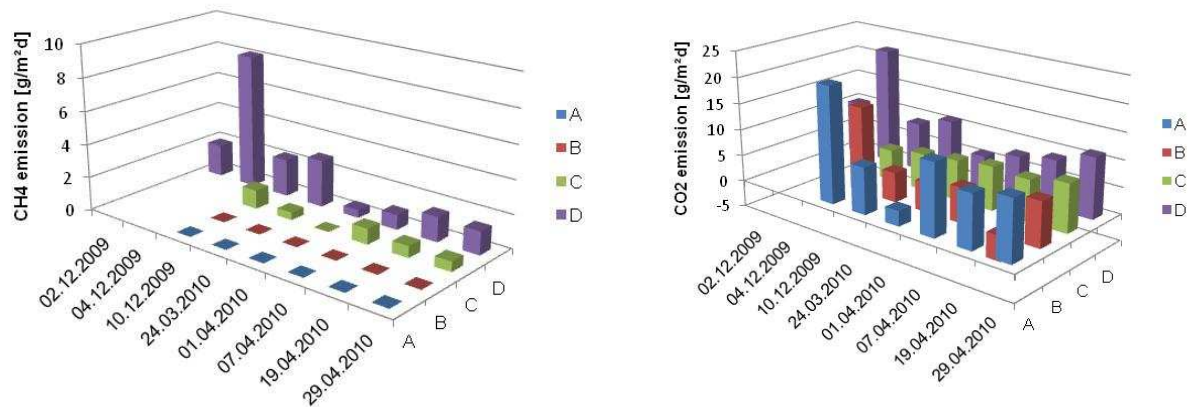 CH4 emission [g/m²d]
10
8
6
4
2
0
02.12.2009
04.12.2009
10.12.2009
24.03.2010
01.04.2010
07.04.2010
19.04.2010
29.04.2010
A
B
C
D
A
B
C
D
CO2 emission [g/m²d]
25
20
15
10
5
0
-5
02.12.2009
04.12.2009
10.12.2009
24.03.2010
01.04.2010
07.04.2010
19.04.2010
29.04.2010
A
B
C
D
A
B
C
D